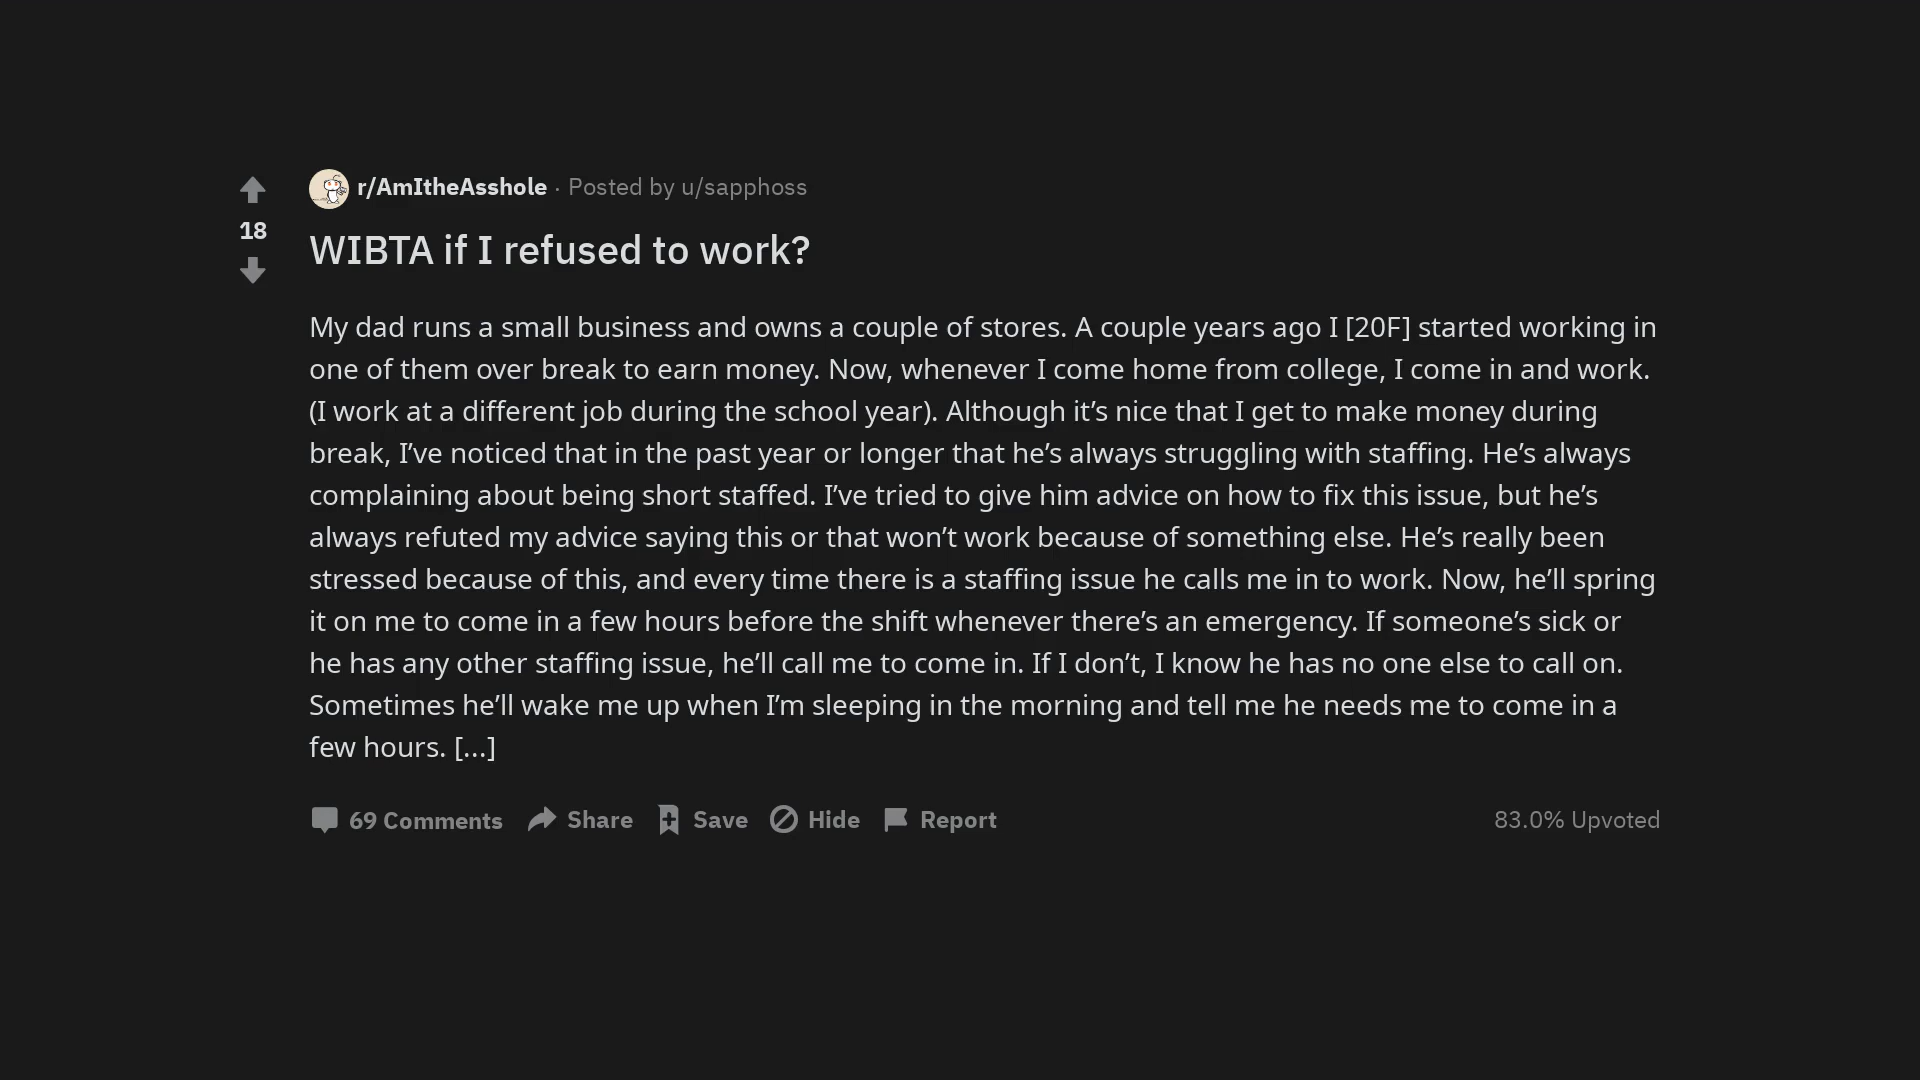 r/AmItheAsshole · Posted by u/sapphoss
18
WIBTA if I refused to work?
My dad runs a small business and owns a couple of stores. A couple years ago I [20F] started working in
one of them over break to earn money. Now, whenever I come home from college, I come in and work.
(I work at a different job during the school year). Although it’s nice that I get to make money during
break, I’ve noticed that in the past year or longer that he’s always struggling with staffing. He’s always
complaining about being short staffed. I’ve tried to give him advice on how to fix this issue, but he’s
always refuted my advice saying this or that won’t work because of something else. He’s really been
stressed because of this, and every time there is a staffing issue he calls me in to work. Now, he’ll spring
it on me to come in a few hours before the shift whenever there’s an emergency. If someone’s sick or
he has any other staffing issue, he’ll call me to come in. If I don’t, I know he has no one else to call on.
Sometimes he’ll wake me up when I’m sleeping in the morning and tell me he needs me to come in a
few hours. [...]
69 Comments Share Save Hide Report 83.0% Upvoted